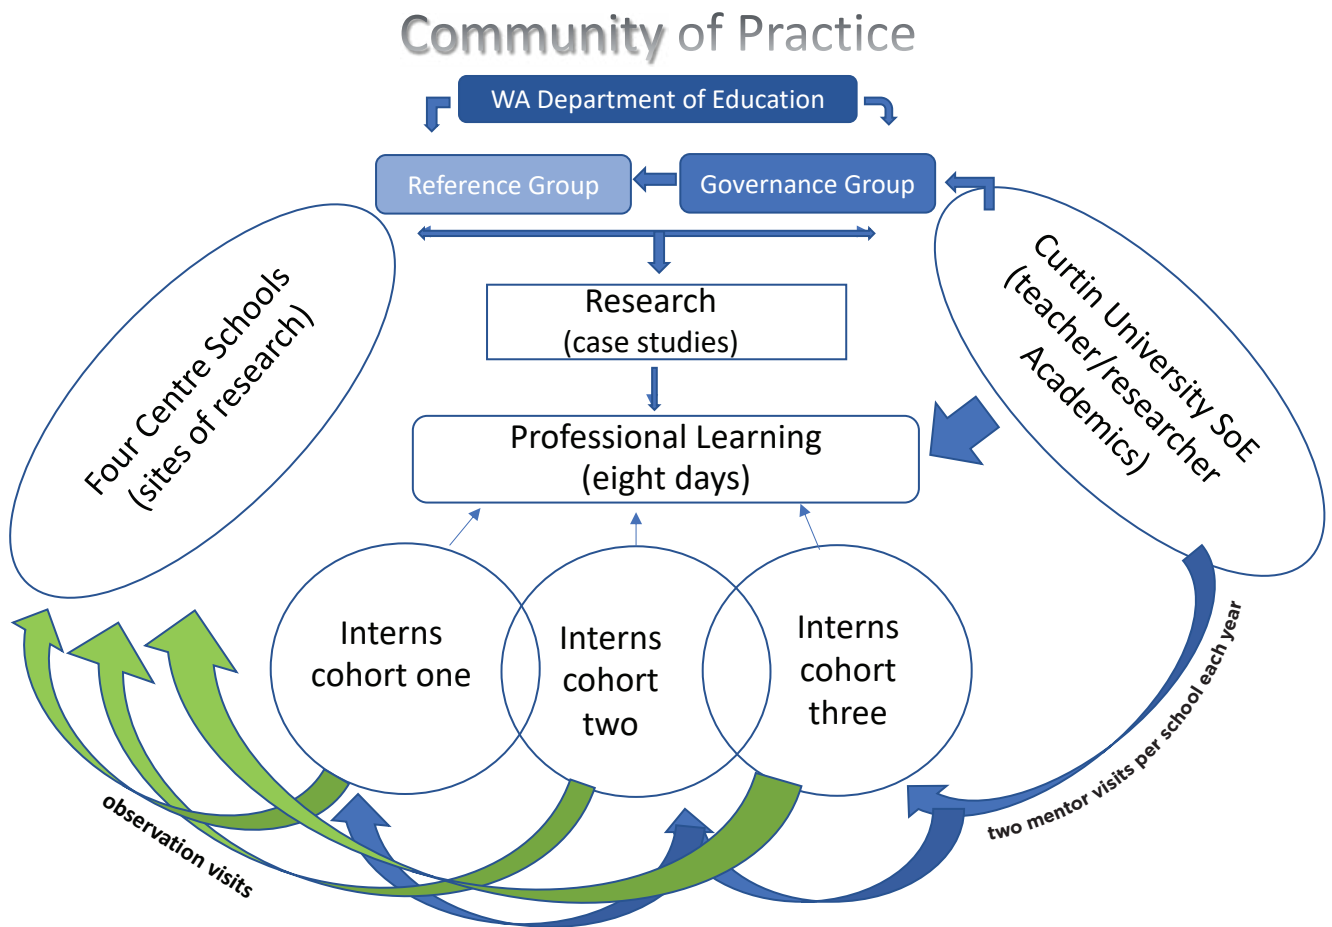 Community of Practice
WA Department of Education
Reference Group
Governance Group
Four Centre Schools
(sites of research)
Curtin University SoE
(teacher/researcher
Academics)
Research
(case studies)
Professional Learning
(eight days)
Interns
cohort one
Interns
cohort
two
Interns
cohort
three
observation visits
two mentor visits per school each year